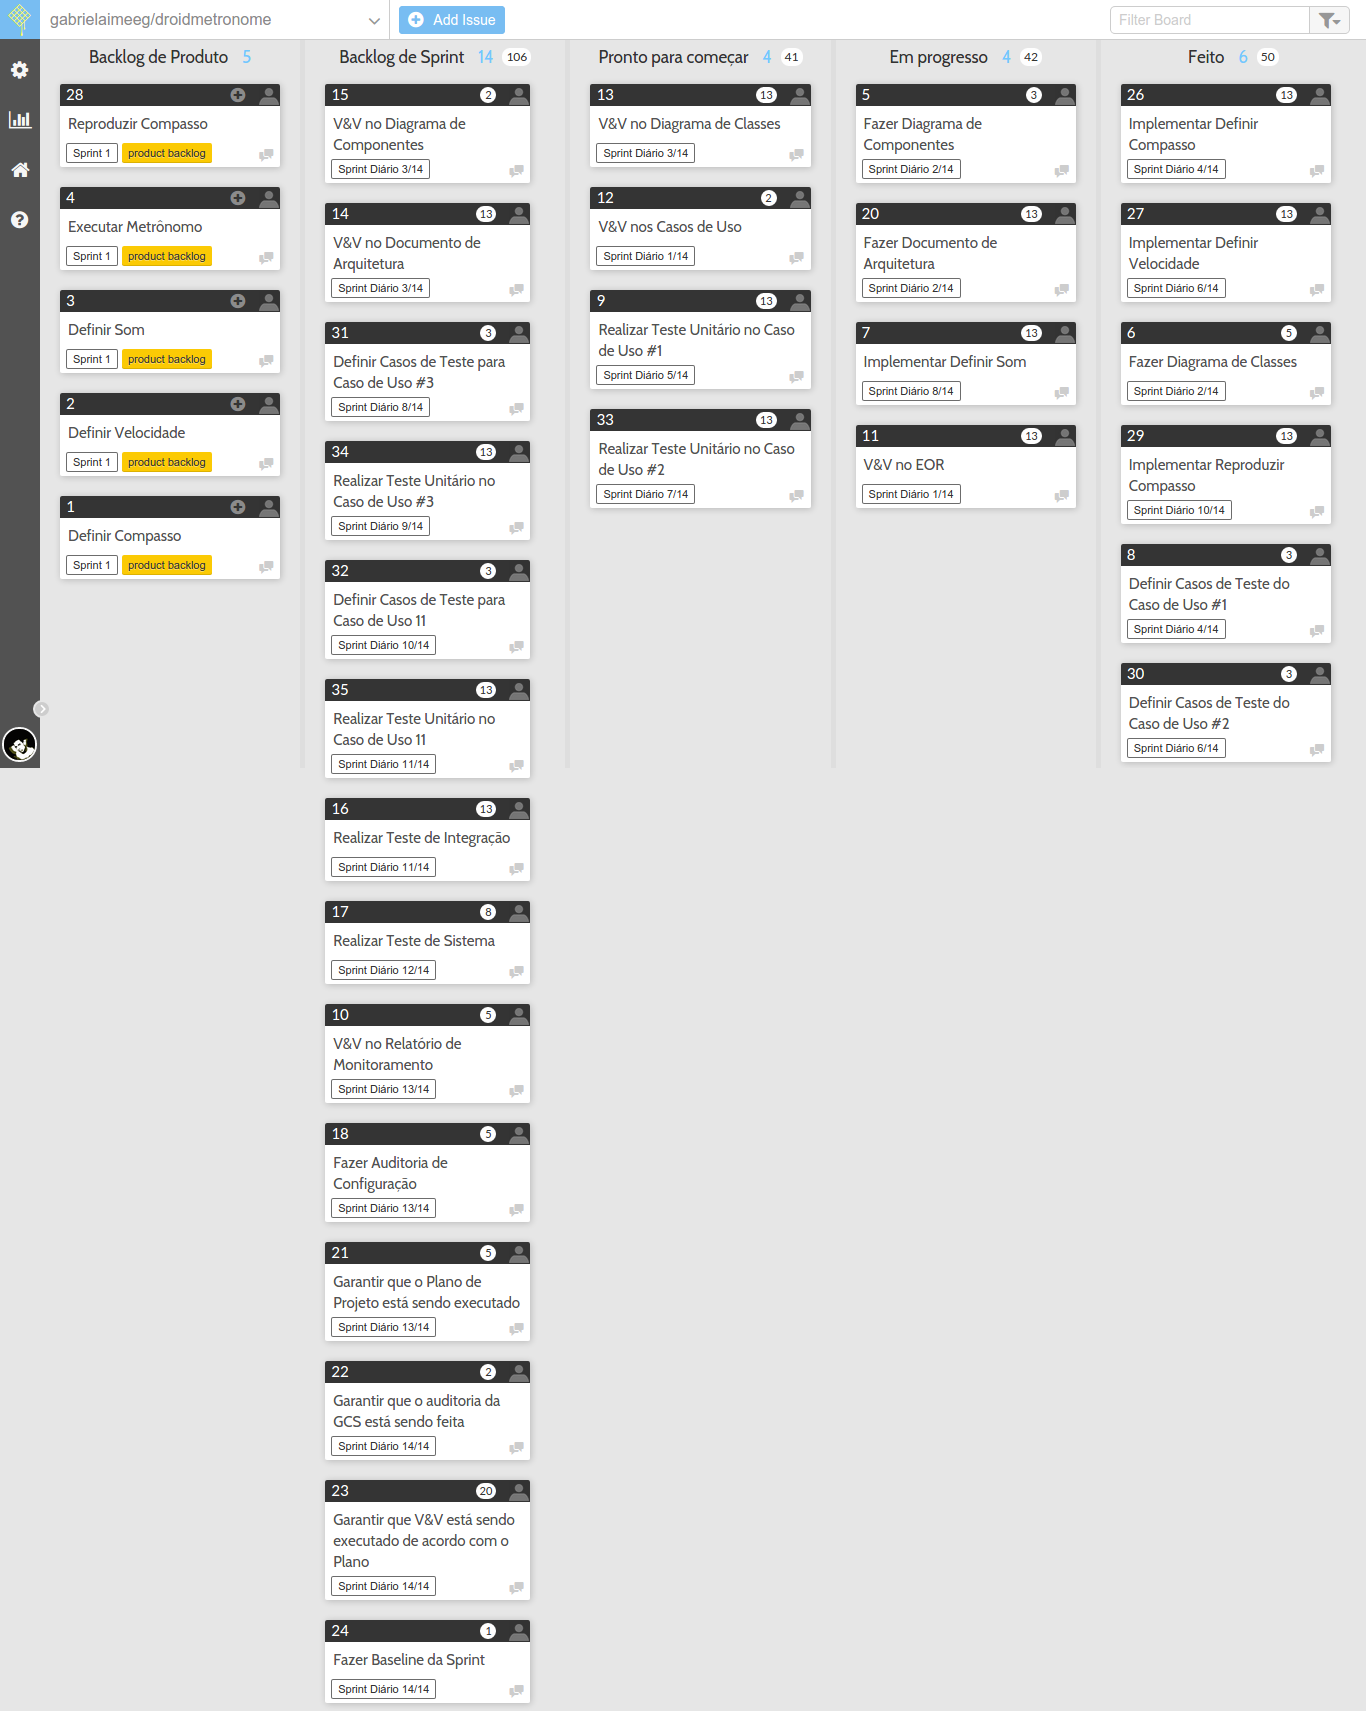 gabrielaimeeg/droidmetronome
Add Issue
Filter Board
Backlog de Produto 5
28
Reproduzir Compasso
Sprint 1 product backlog
4
Executar Metrônomo
Sprint 1 product backlog
3
Definir Som
Sprint 1 product backlog
2
Definir Velocidade
Sprint 1 product backlog
1
Definir Compasso
Sprint 1 product backlog
Backlog de Sprint 14 106
15 2
V&V no Diagrama de
Componentes
Sprint Diário 3/14
14 13
V&V no Documento de
Arquitetura
Sprint Diário 3/14
31 3
Definir Casos de Teste para
Caso de Uso #3
Sprint Diário 8/14
34 13
Realizar Teste Unitário no
Caso de Uso #3
Sprint Diário 9/14
32 3
Definir Casos de Teste para
Caso de Uso 11
Sprint Diário 10/14
35 13
Realizar Teste Unitário no
Caso de Uso 11
Sprint Diário 11/14
16 13
Realizar Teste de Integração
Sprint Diário 11/14
17 8
Realizar Teste de Sistema
Sprint Diário 12/14
10 5
V&V no Relatório de
Monitoramento
Sprint Diário 13/14
18 5
Fazer Auditoria de
Configuração
Sprint Diário 13/14
21 5
Garantir que o Plano de
Projeto está sendo executado
Sprint Diário 13/14
22 2
Garantir que o auditoria da
GCS está sendo feita
Sprint Diário 14/14
23 20
Garantir que V&V está sendo
executado de acordo com o
Plano
Sprint Diário 14/14
24 1
Fazer Baseline da Sprint
Sprint Diário 14/14
Pronto para começar 4 41
13 13
V&V no Diagrama de Classes
Sprint Diário 3/14
12 2
V&V nos Casos de Uso
Sprint Diário 1/14
9 13
Realizar Teste Unitário no Caso
de Uso #1
Sprint Diário 5/14
33 13
Realizar Teste Unitário no Caso
de Uso #2
Sprint Diário 7/14
Em progresso 4 42
5 3
Fazer Diagrama de
Componentes
Sprint Diário 2/14
20 13
Fazer Documento de
Arquitetura
Sprint Diário 2/14
7 13
Implementar Definir Som
Sprint Diário 8/14
11 13
V&V no EOR
Sprint Diário 1/14
Feito 6 50
26 13
Implementar Definir
Compasso
Sprint Diário 4/14
27 13
Implementar Definir
Velocidade
Sprint Diário 6/14
6 5
Fazer Diagrama de Classes
Sprint Diário 2/14
29 13
Implementar Reproduzir
Compasso
Sprint Diário 10/14
8 3
Definir Casos de Teste do
Caso de Uso #1
Sprint Diário 4/14
30 3
Definir Casos de Teste do
Caso de Uso #2
Sprint Diário 6/14